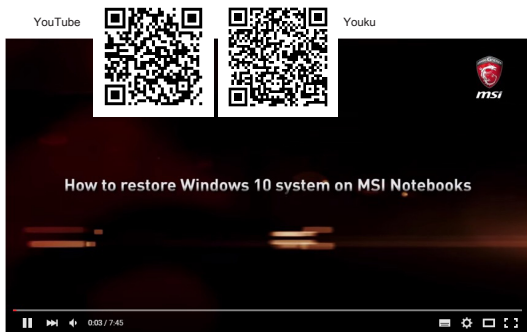 YouTube
Youku
msi
How to restore Windows 10 system on MSI Notebooks
0:03 / 7:45